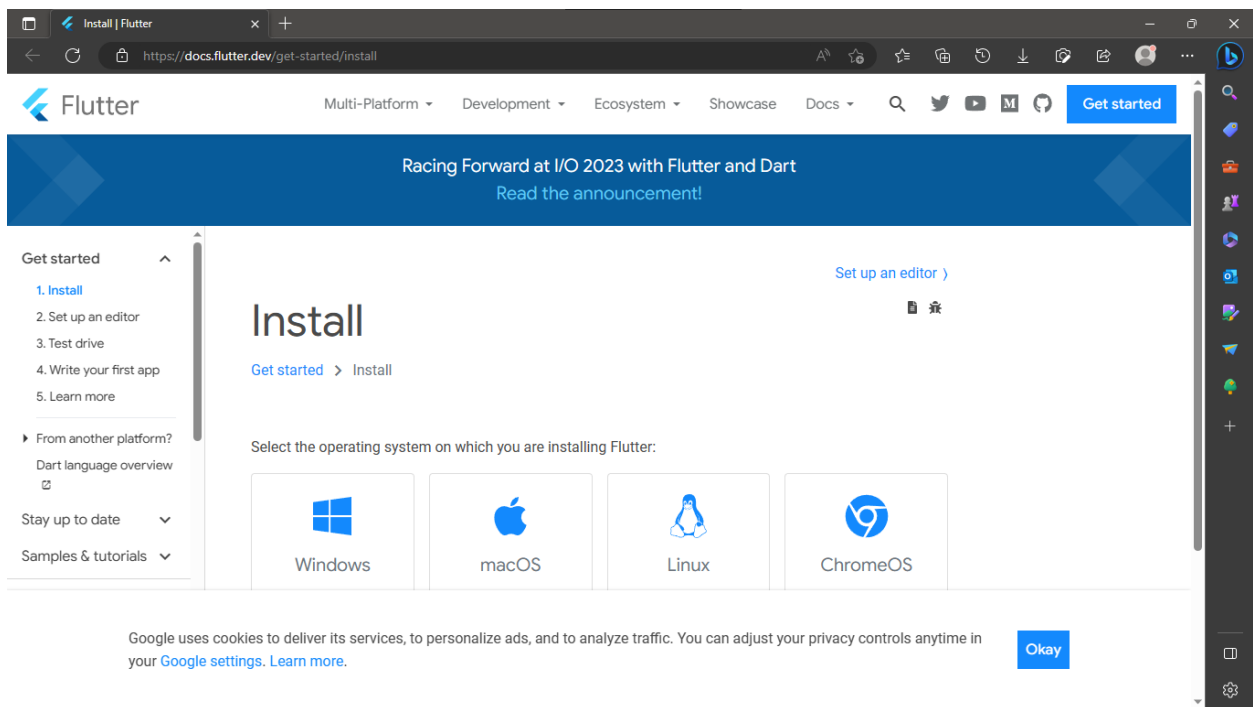 Install | Flutter
https://docs.flutter.dev/get-started/install
Flutter
Multi-Platform
Development
Ecosystem
Showcase
Docs
Get started
Racing Forward at I/O 2023 with Flutter and Dart
Read the announcement!
Get started
1. Install
2. Set up an editor
3. Test drive
4. Write your first app
5. Learn more
From another platform?
Dart language overview
Stay up to date
Samples & tutorials
Set up an editor
Install
Get started > Install
Select the operating system on which you are installing Flutter:
Windows
macOS
Linux
ChromeOS
Google uses cookies to deliver its services, to personalize ads, and to analyze traffic. You can adjust your privacy controls anytime in
your Google settings. Learn more.
Okay